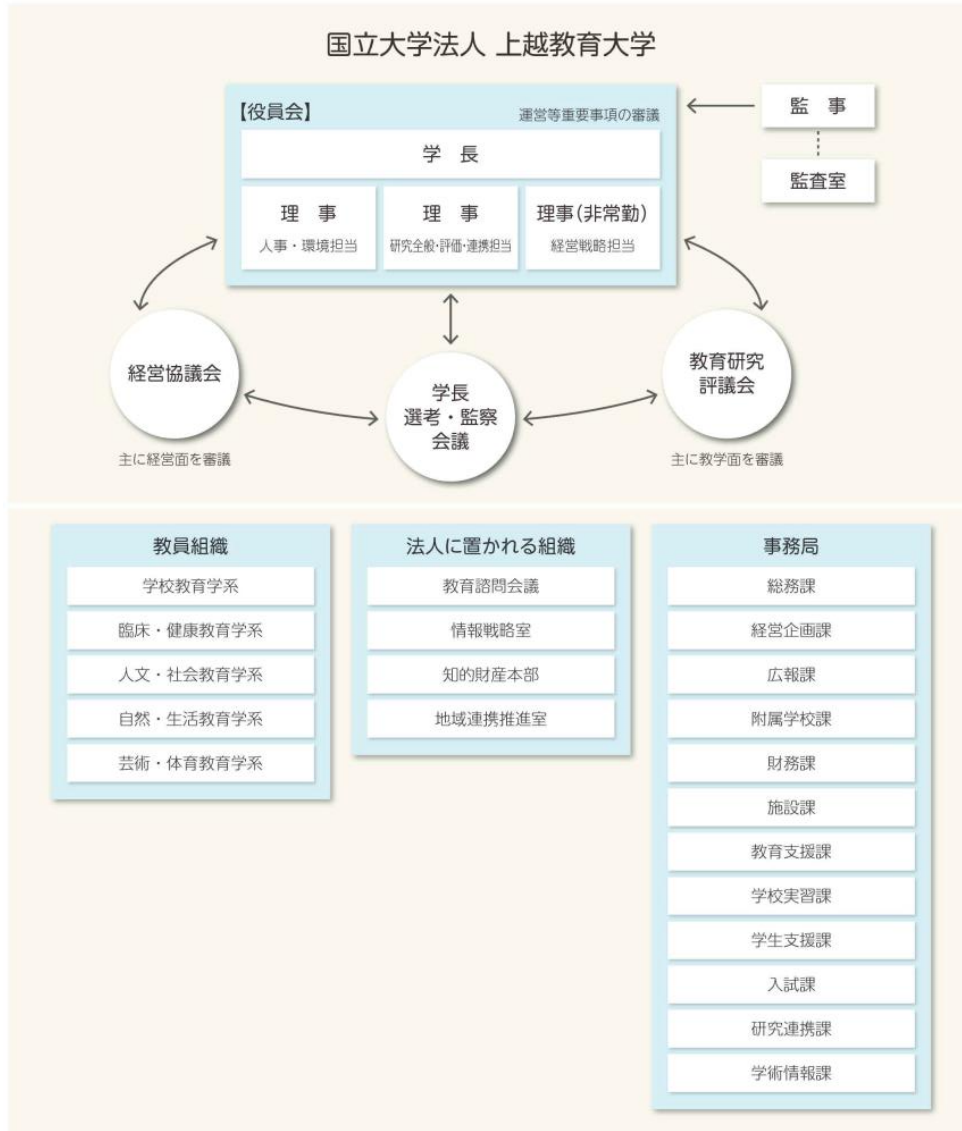 国立大学法人 上越教育大学
【役員会】
運営等重要事項の審議
学 長
理 事
人事・環境担当
理 事
研究全般・評価・連携担当
理事(非常勤)
経営戦略担当
監 事
監査室
経営協議会
主に経営面を審議
学長
選考・監察
会議
教育研究
評議会
主に教学面を審議
教員組織
学校教育学系
臨床・健康教育学系
人文・社会教育学系
自然・生活教育学系
芸術・体育教育学系
法人に置かれる組織
教育諮問会議
情報戦略室
知的財産本部
地域連携推進室
事務局
総務課
経営企画課
広報課
附属学校課
財務課
施設課
教育支援課
学校実習課
学生支援課
入試課
研究連携課
学術情報課